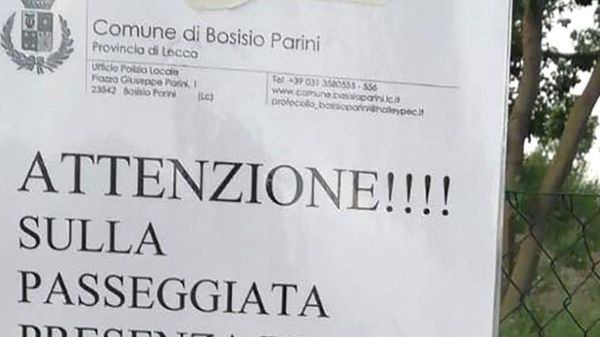 Comune di Bosisio Parini
Provincia di Lecco
Ufficio Polizia Locale
Piazza Giuseppe Parini, 1
23842 Bosisio Parini (Lc)
Tel. +39 031 3580555 - 556
www.comune.bosisioparini.lc.it
protocollo_bosisioparini@halleypec.it
ATTENZIONE!!!!
SULLA
PASSEGGIATA
PRESENZA